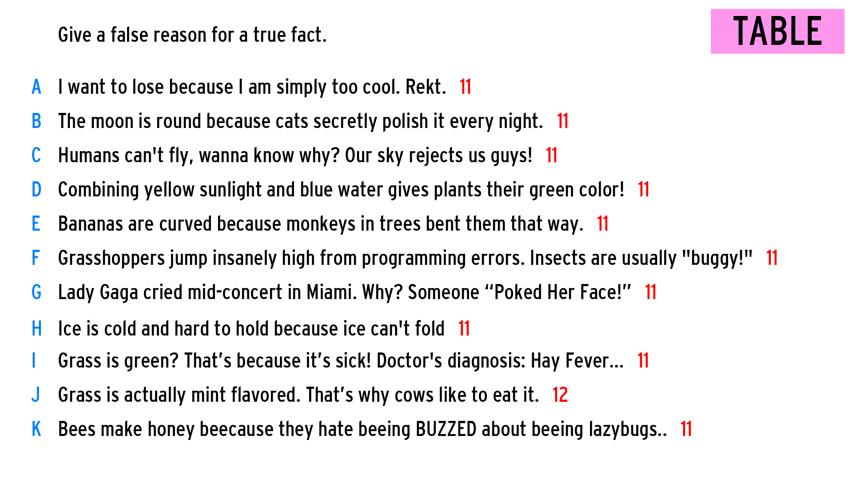 Give a false reason for a true fact.
TABLE
A I want to lose because I am simply too cool. Rekt. 11
B The moon is round because cats secretly polish it every night. 11
C Humans can't fly, wanna know why? Our sky rejects us guys! 11
D Combining yellow sunlight and blue water gives plants their green color! 11
E Bananas are curved because monkeys in trees bent them that way. 11
F Grasshoppers jump insanely high from programming errors. Insects are usually "buggy!" 11
G Lady Gaga cried mid-concert in Miami. Why? Someone “Poked Her Face!” 11
H Ice is cold and hard to hold because ice can't fold 11
I Grass is green? That’s because it’s sick! Doctor's diagnosis: Hay Fever... 11
J Grass is actually mint flavored. That’s why cows like to eat it. 12
K Bees make honey beecause they hate beeing BUZZED about beeing lazybugs.. 11